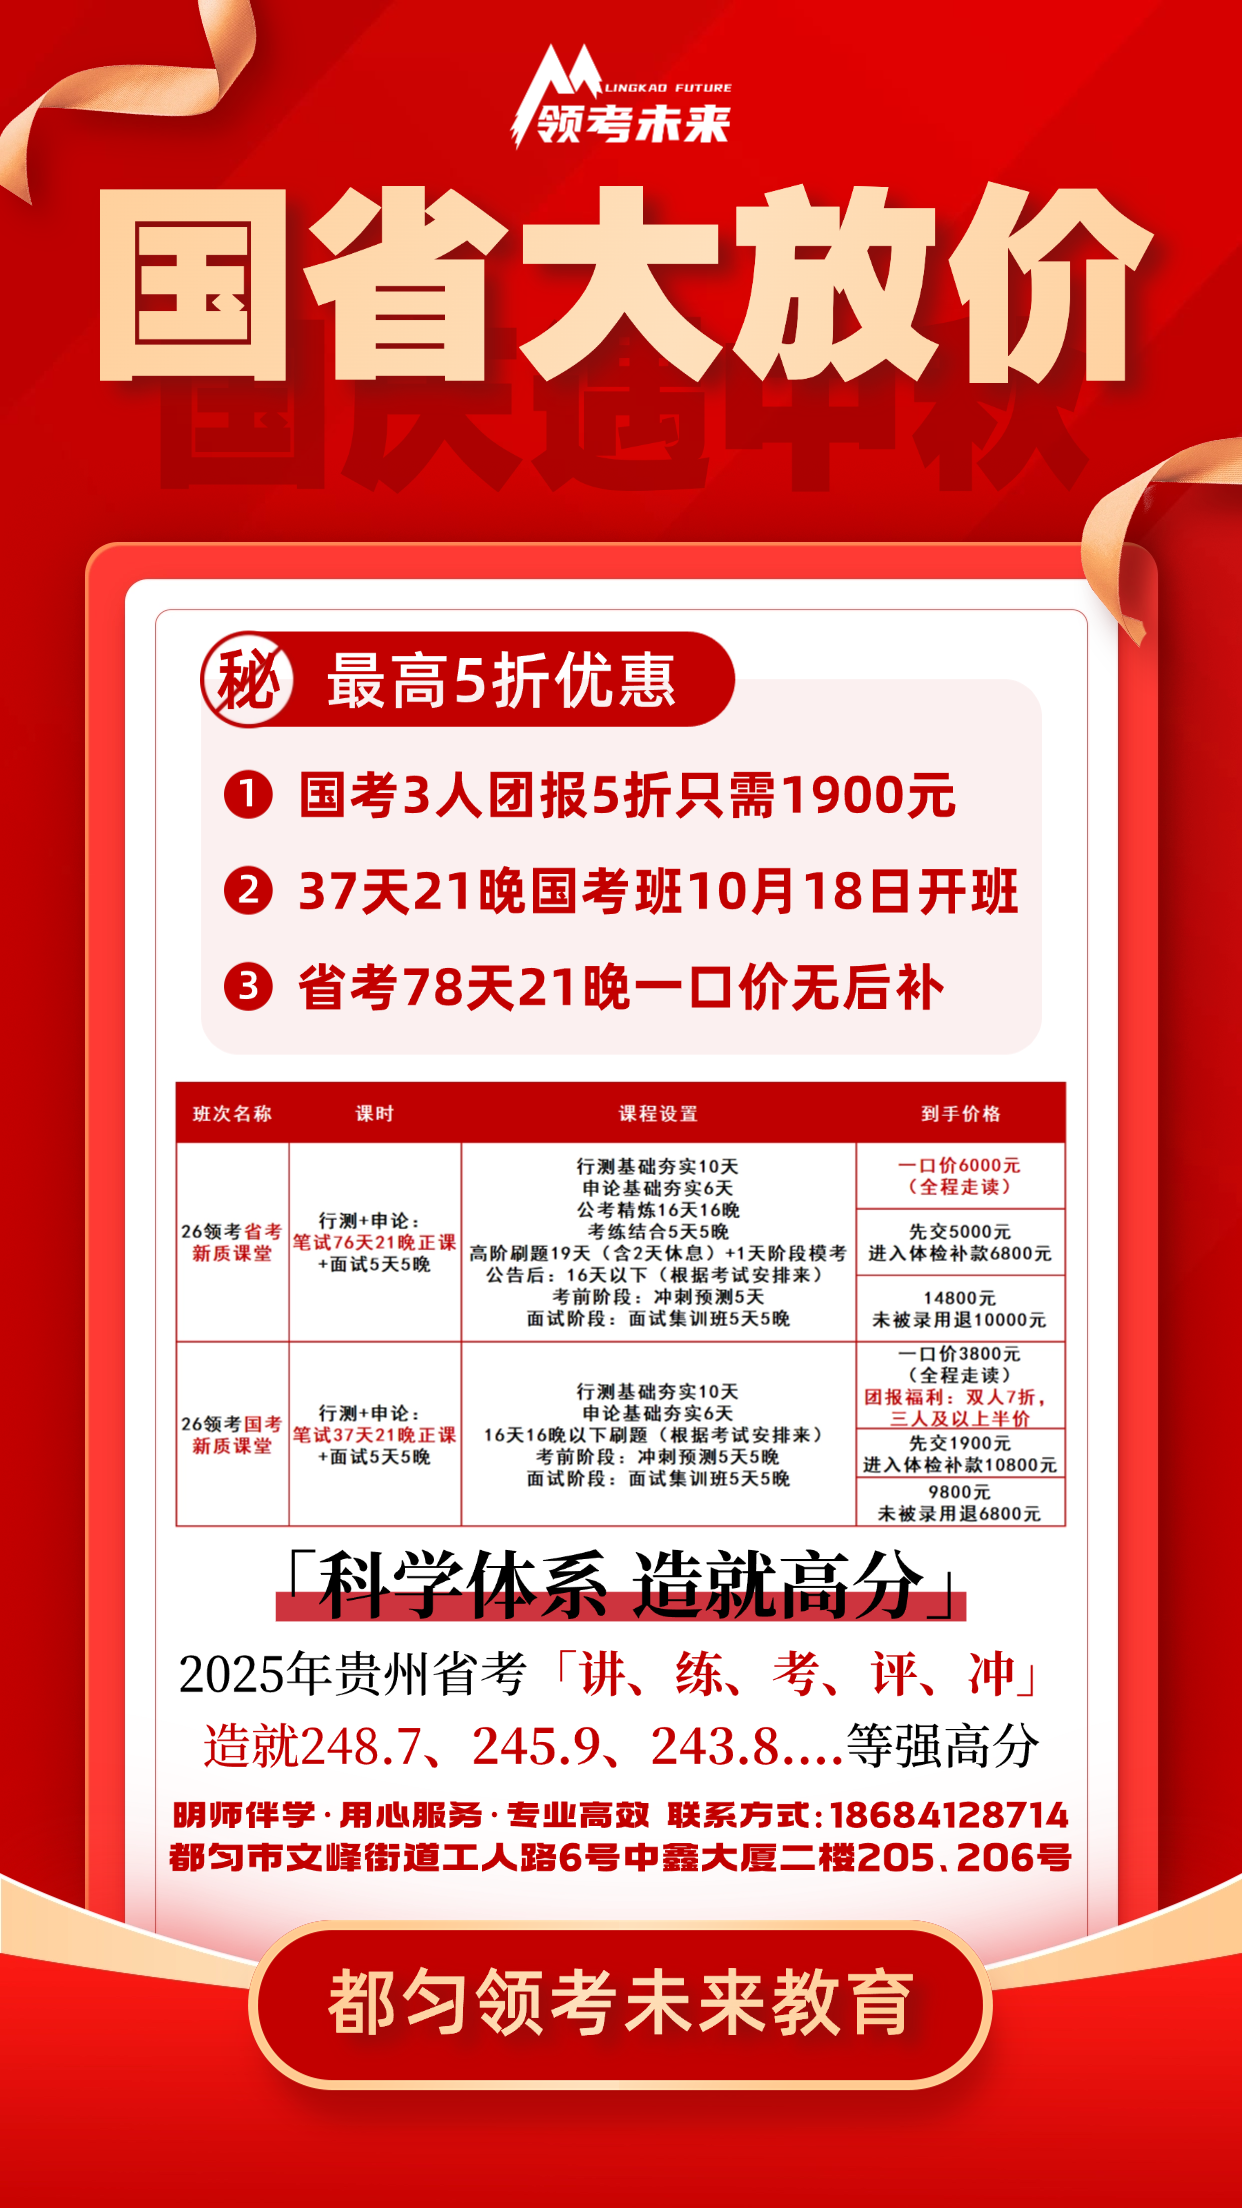 LINGKAO FUTURE
领考未来
国省大放价
国庆遇中秋
秘 最高5折优惠
1 国考3人团报5折只需1900元
2 37天21晚国考班10月18日开班
3 省考78天21晚一口价无后补
班次名称 课时 课程设置 到手价格
26领考省考
新质课堂
行测+申论：
笔试76天21晚正课
+面试5天5晚
行测基础夯实10天
申论基础夯实6天
公考精炼16天16晚
考练结合5天5晚
高阶刷题19天（含2天休息）+1天阶段模考
公告后：16天以下（根据考试安排来）
考前阶段：冲刺预测5天
面试阶段：面试集训班5天5晚
一口价6000元
（全程走读）
先交5000元
进入体检补款6800元
14800元
未被录用退10000元
26领考国考
新质课堂
行测+申论：
笔试37天21晚正课
+面试5天5晚
行测基础夯实10天
申论基础夯实6天
16天16晚以下刷题（根据考试安排来）
考前阶段：冲刺预测5天5晚
面试阶段：面试集训班5天5晚
一口价3800元
（全程走读）
团报福利：双人7折，
三人及以上半价
先交1900元
进入体检补款10800元
9800元
未被录用退6800元
「科学体系 造就高分」
2025年贵州省考「讲、练、考、评、冲」
造就248.7、245.9、243.8....等强高分
明师伴学·用心服务·专业高效 联系方式:18684128714
都匀市文峰街道工人路6号中鑫大厦二楼205、206号
都匀领考未来教育